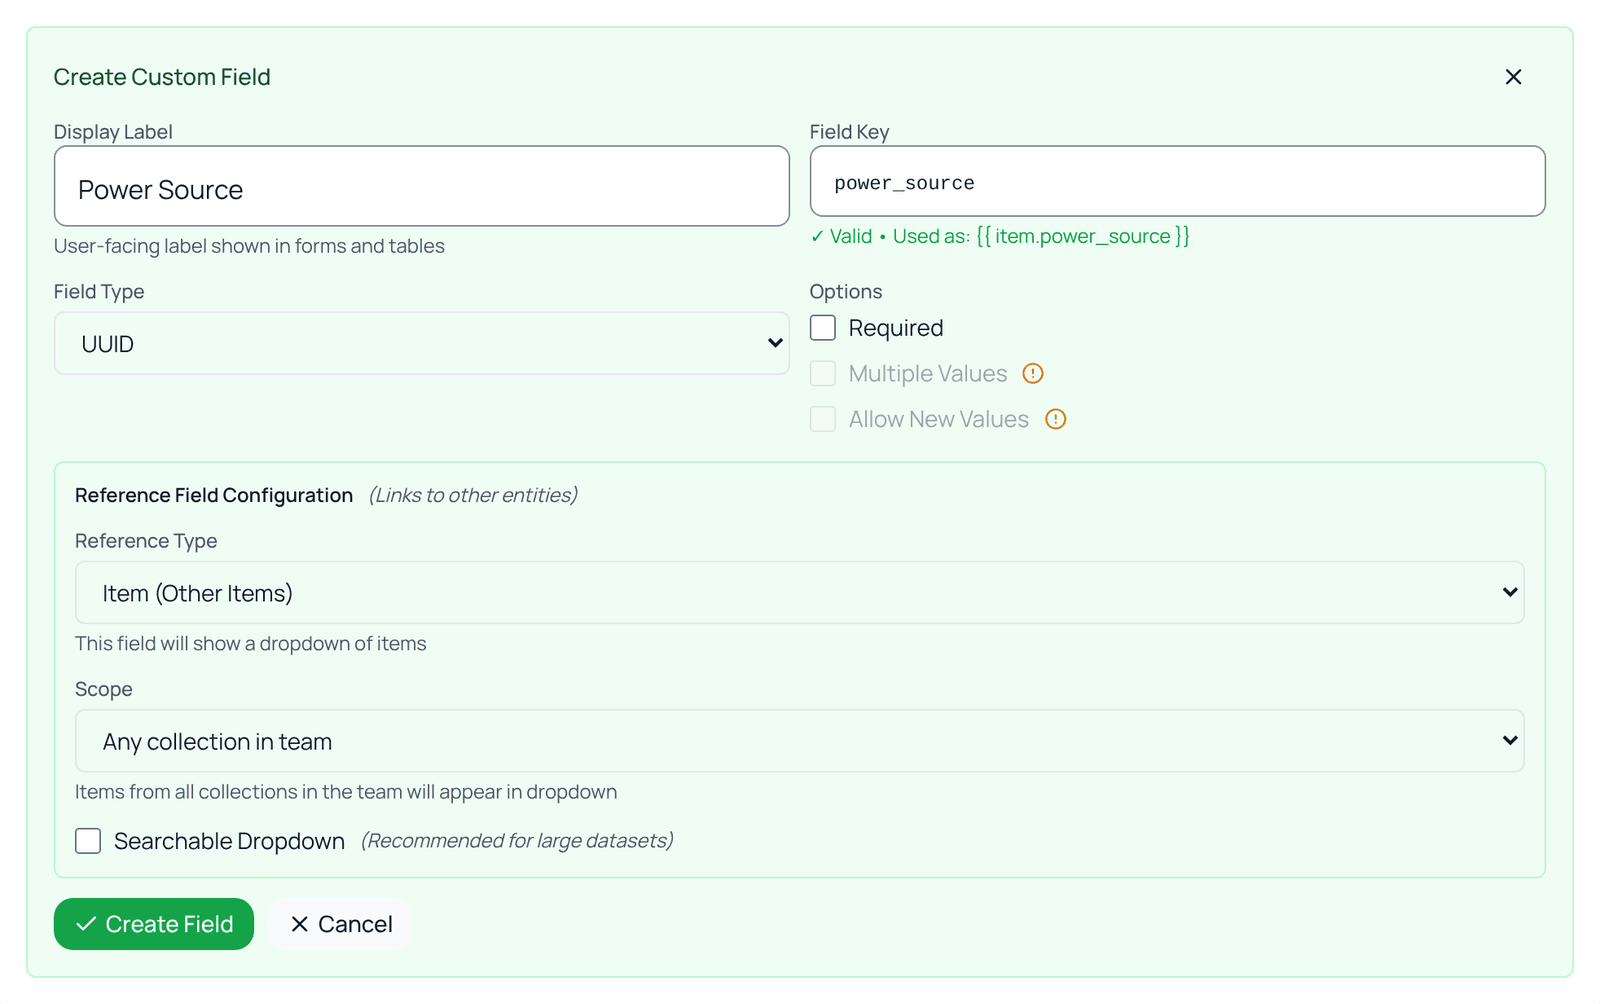 Create Custom Field
Display Label
Power Source
User-facing label shown in forms and tables
Field Key
power_source
✓ Valid • Used as: {{ item.power_source }}
Field Type
UUID
Options
Required
Multiple Values
Allow New Values
Reference Field Configuration (Links to other entities)
Reference Type
Item (Other Items)
This field will show a dropdown of items
Scope
Any collection in team
Items from all collections in the team will appear in dropdown
Searchable Dropdown (Recommended for large datasets)
Create Field
Cancel